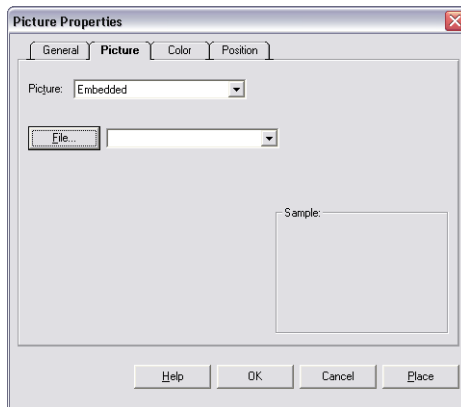 Picture Properties
General Picture Color Position
Picture: Embedded
File...
Sample:
Help OK Cancel Place